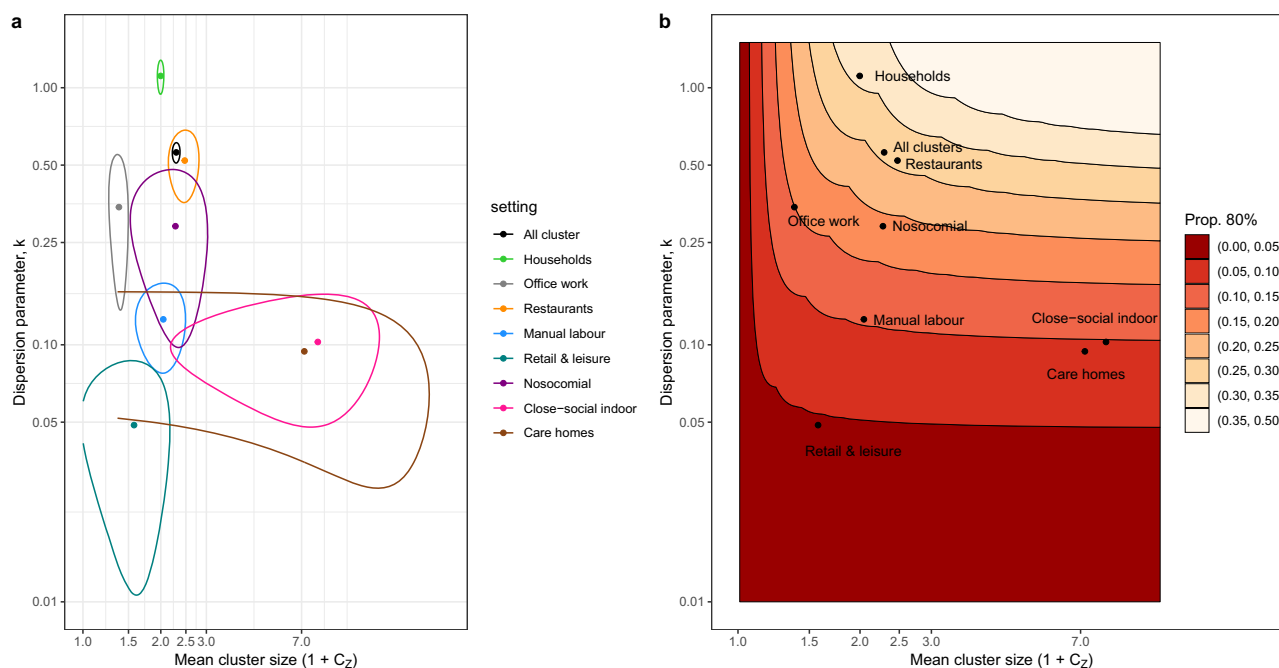 a
1.00
0.50
0.25
0.10
0.05
0.01
Dispersion parameter, k
1.0
1.5
2.0
2.5
3.0
7.0
Mean cluster size (1 + C_Z)
setting
All cluster
Households
Office work
Restaurants
Manual labour
Retail & leisure
Nosocomial
Close−social indoor
Care homes
b
1.00
0.50
0.25
0.10
0.05
0.01
Dispersion parameter, k
Households
All clusters
Restaurants
Office work
Nosocomial
Manual labour
Close−social indoor
Care homes
Retail & leisure
1.0
1.5
2.0
2.5
3.0
7.0
Mean cluster size (1 + C_Z)
Prop. 80%
(0.00, 0.05
(0.05, 0.10
(0.10, 0.15
(0.15, 0.20
(0.20, 0.25
(0.25, 0.30
(0.30, 0.35
(0.35, 0.50